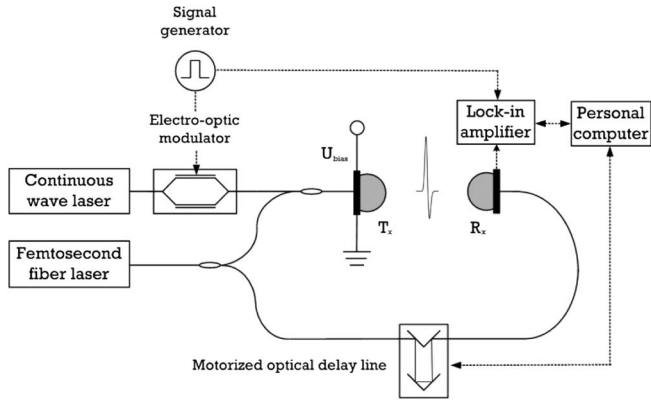 Signal
generator
Electro-optic
modulator
Lock-in
amplifier
Personal
computer
U bias
Continuous
wave laser
Tx
Rx
Femtosecond
fiber laser
Motorized optical delay line